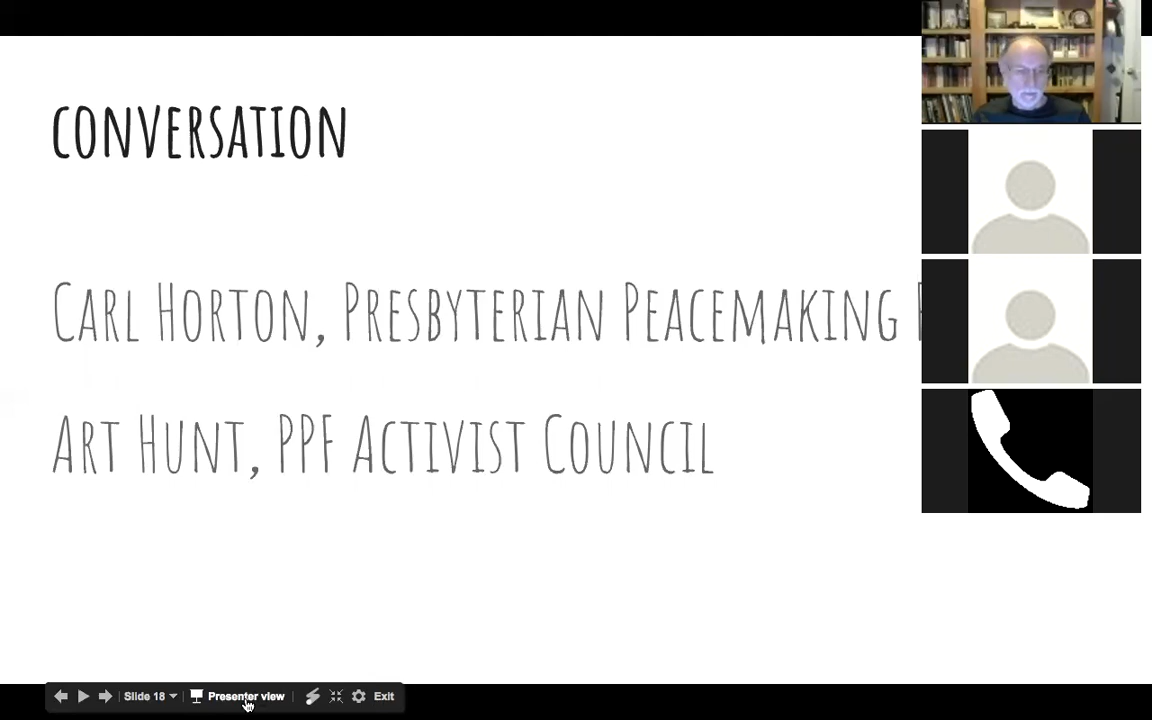 CONVERSATION
CARL HORTON, PRESBYTERIAN PEACEMAKING
ART HUNT, PPF ACTIVIST COUNCIL
Slide 18 Presenter view Exit